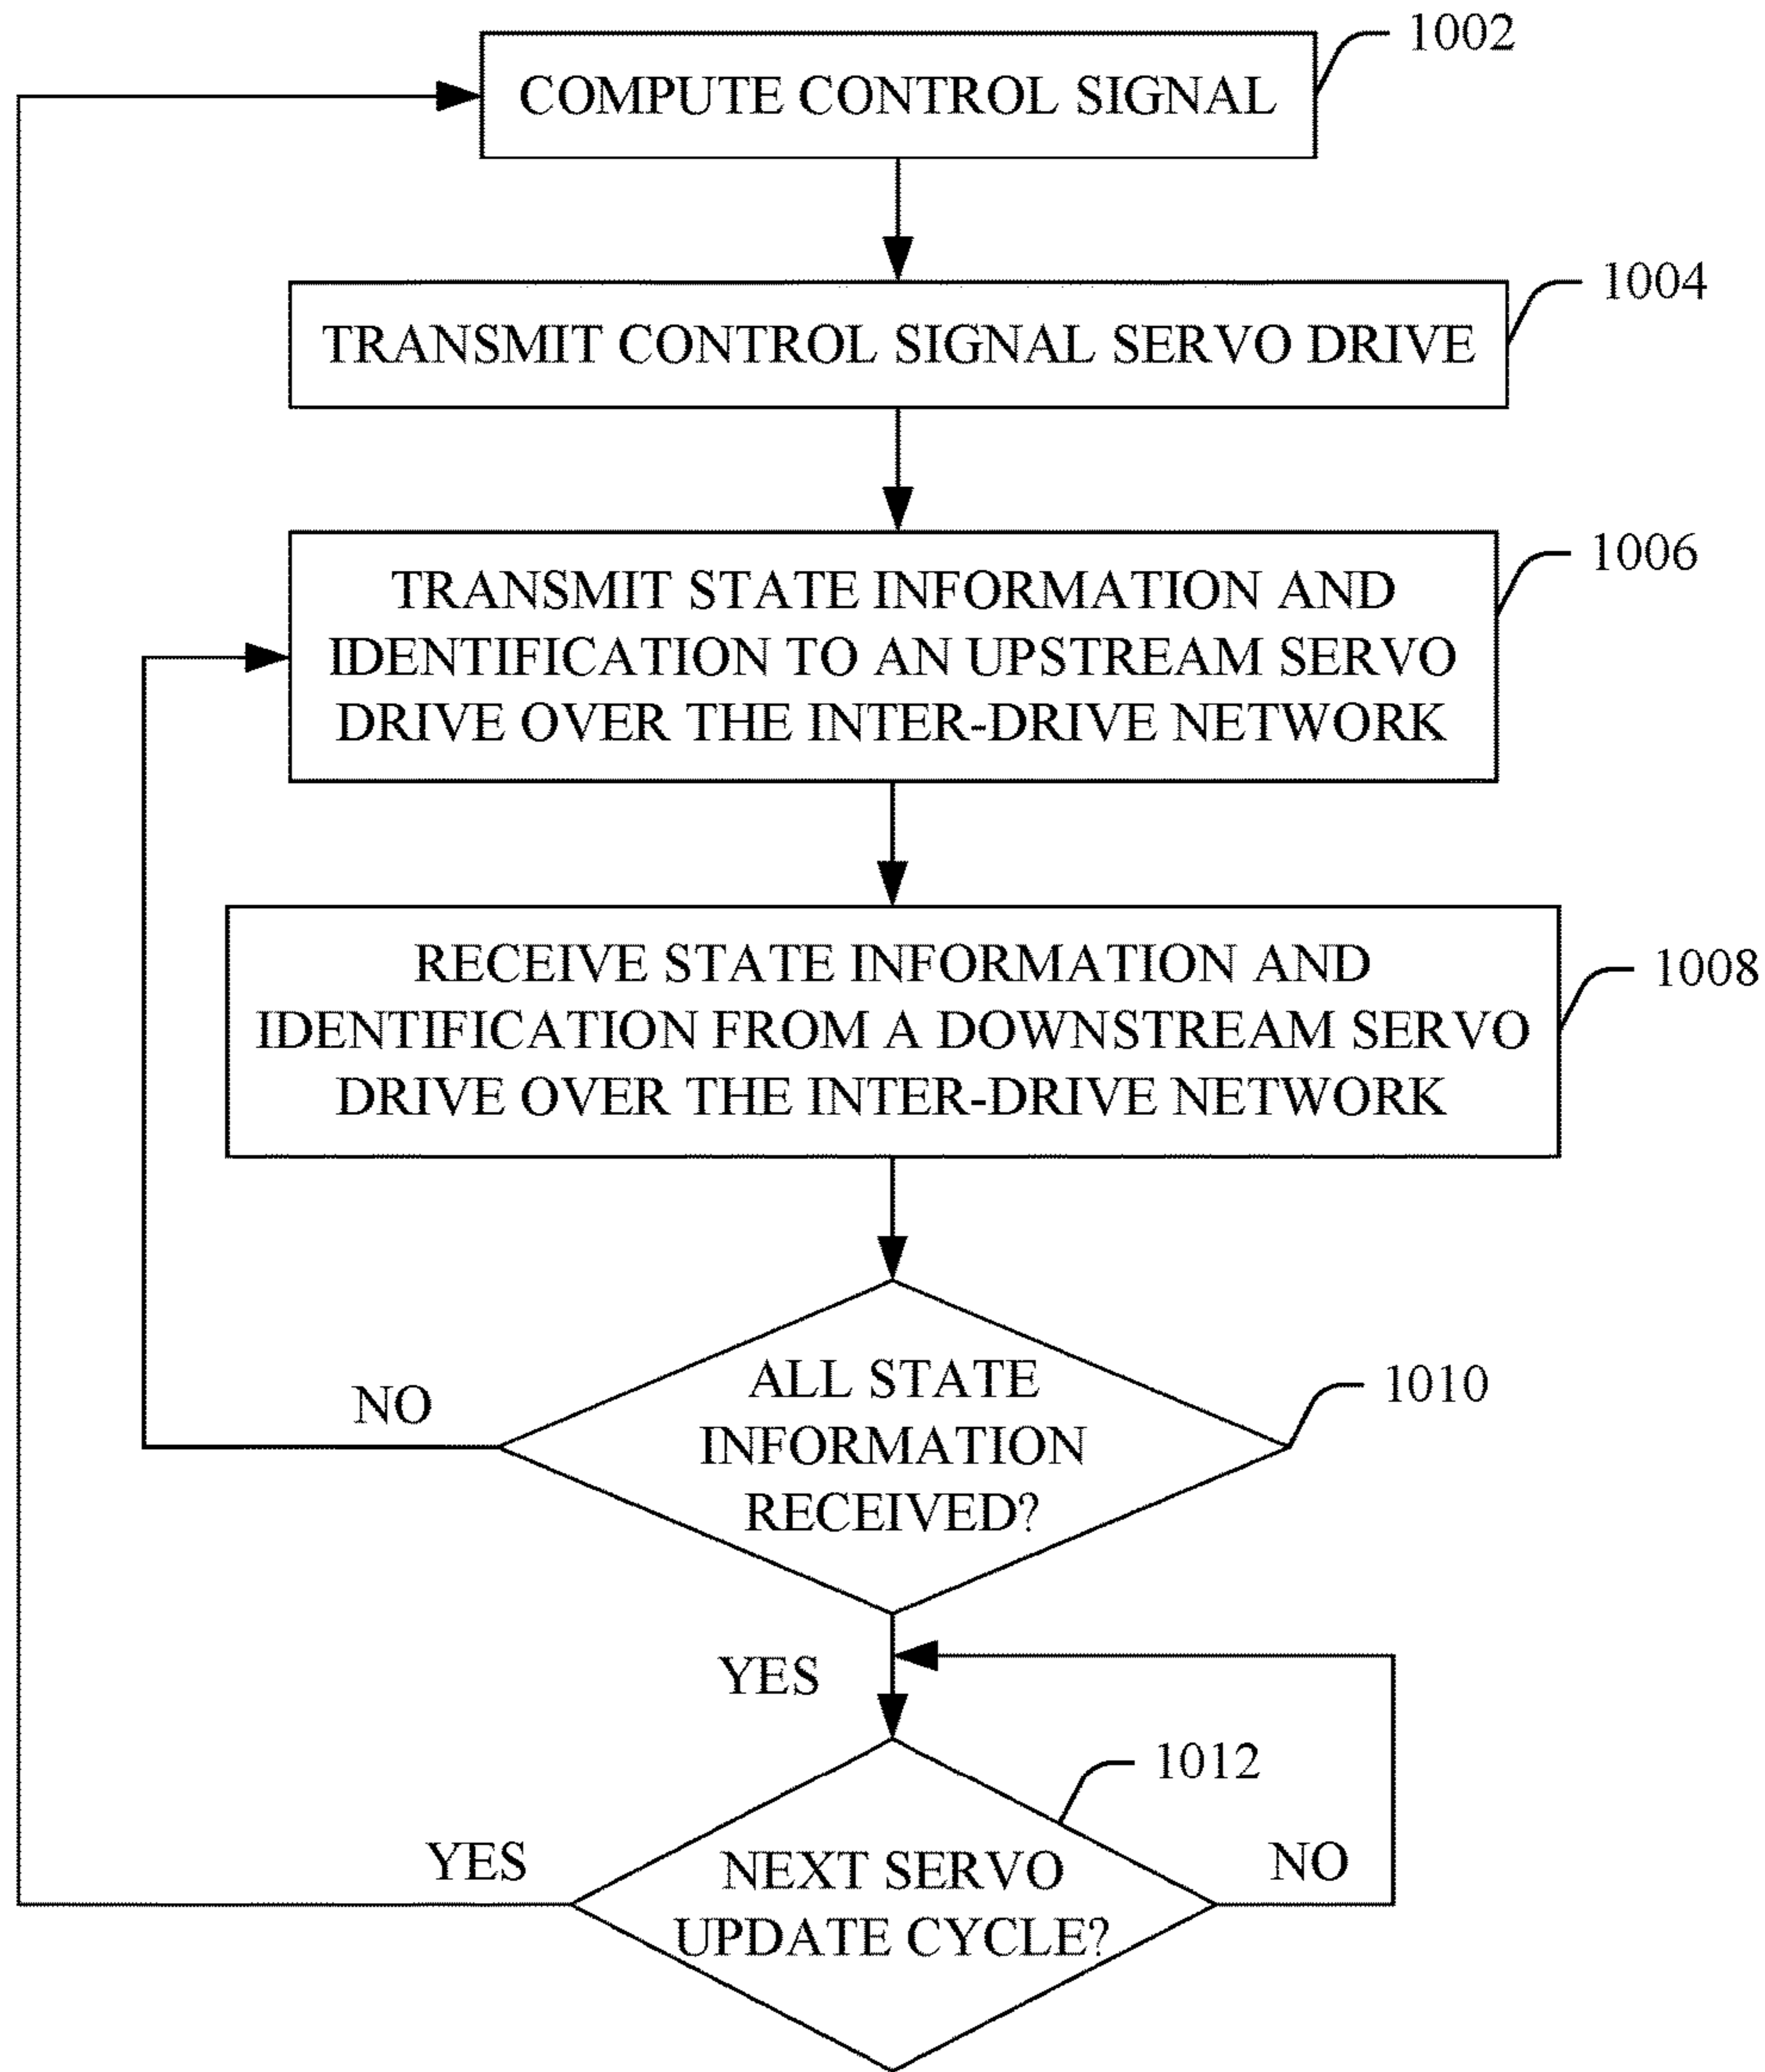 1002
COMPUTE CONTROL SIGNAL
1004
TRANSMIT CONTROL SIGNAL SERVO DRIVE
1006
TRANSMIT STATE INFORMATION AND
IDENTIFICATION TO AN UPSTREAM SERVO
DRIVE OVER THE INTER-DRIVE NETWORK
1008
RECEIVE STATE INFORMATION AND
IDENTIFICATION FROM A DOWNSTREAM SERVO
DRIVE OVER THE INTER-DRIVE NETWORK
1010
NO
ALL STATE
INFORMATION
RECEIVED?
YES
1012
YES
NEXT SERVO
UPDATE CYCLE?
NO